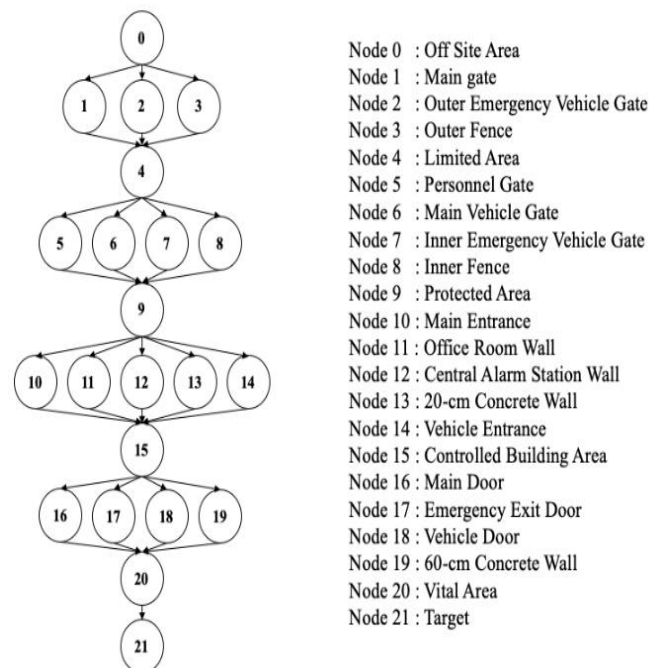 0
1 2 3
4
5 6 7 8
9
10 11 12 13 14
15
16 17 18 19
20
21
Node 0 : Off Site Area
Node 1 : Main gate
Node 2 : Outer Emergency Vehicle Gate
Node 3 : Outer Fence
Node 4 : Limited Area
Node 5 : Personnel Gate
Node 6 : Main Vehicle Gate
Node 7 : Inner Emergency Vehicle Gate
Node 8 : Inner Fence
Node 9 : Protected Area
Node 10 : Main Entrance
Node 11 : Office Room Wall
Node 12 : Central Alarm Station Wall
Node 13 : 20-cm Concrete Wall
Node 14 : Vehicle Entrance
Node 15 : Controlled Building Area
Node 16 : Main Door
Node 17 : Emergency Exit Door
Node 18 : Vehicle Door
Node 19 : 60-cm Concrete Wall
Node 20 : Vital Area
Node 21 : Target